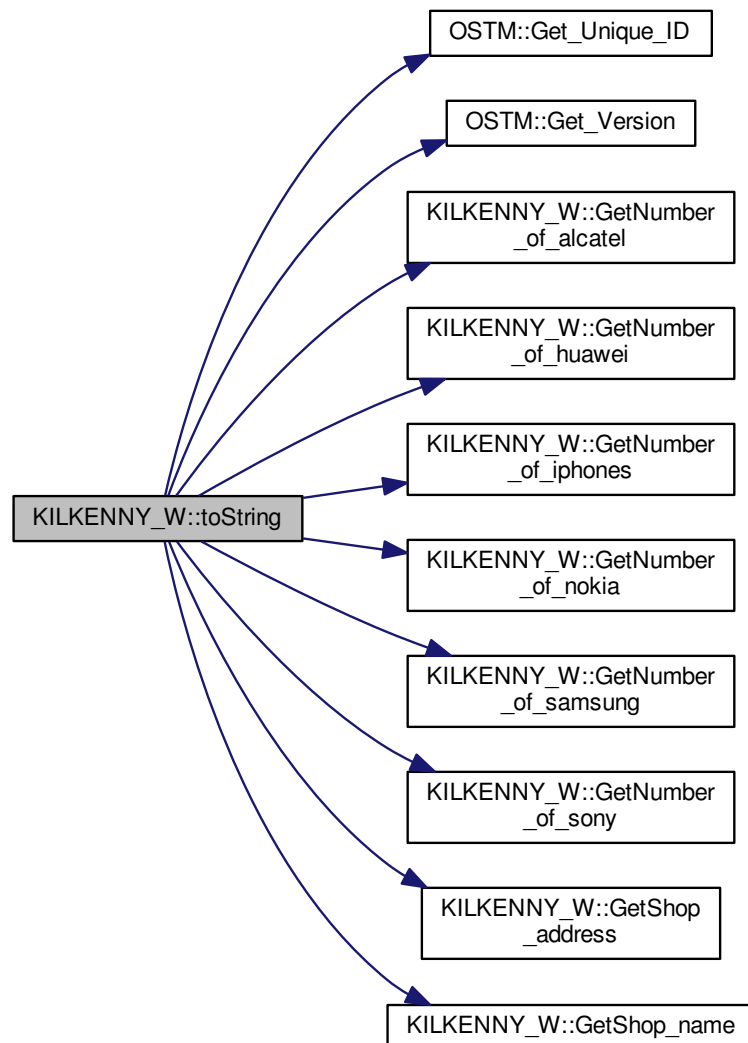 OSTM::Get_Unique_ID
OSTM::Get_Version
KILKENNY_W::GetNumber
_of_alcatel
KILKENNY_W::GetNumber
_of_huawei
KILKENNY_W::GetNumber
_of_iphones
KILKENNY_W::toString
KILKENNY_W::GetNumber
_of_nokia
KILKENNY_W::GetNumber
_of_samsung
KILKENNY_W::GetNumber
_of_sony
KILKENNY_W::GetShop
_address
KILKENNY_W::GetShop_name